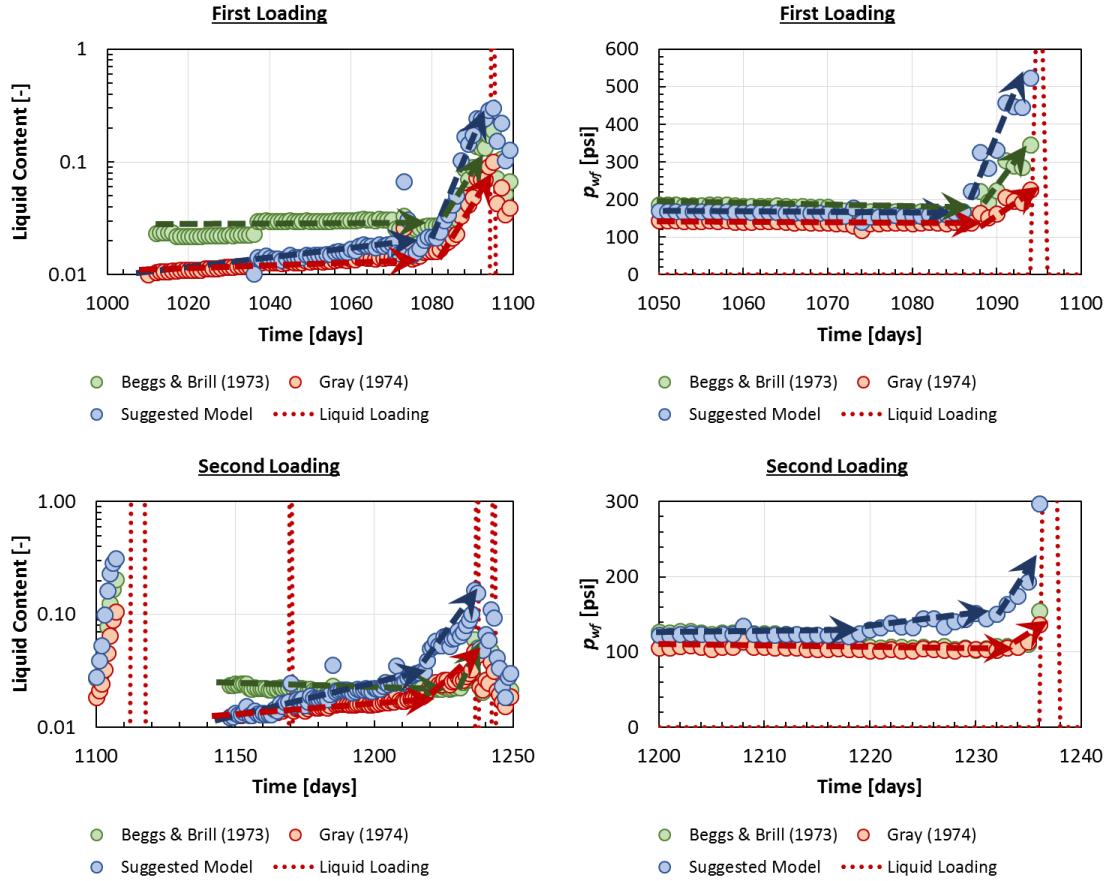 First Loading
Liquid Content [-]
1
0.1
0.01
1000 1020 1040 1060 1080 1100
Time [days]
Beggs & Brill (1973) Gray (1974)
Suggested Model Liquid Loading
First Loading
p_wf [psi]
600
500
400
300
200
100
0
1050 1060 1070 1080 1090 1100
Time [days]
Beggs & Brill (1973) Gray (1974)
Suggested Model Liquid Loading
Second Loading
Liquid Content [-]
1.00
0.10
0.01
1100 1150 1200 1250
Time [days]
Beggs & Brill (1973) Gray (1974)
Suggested Model Liquid Loading
Second Loading
p_wf [psi]
300
200
100
0
1200 1210 1220 1230 1240
Time [days]
Beggs & Brill (1973) Gray (1974)
Suggested Model Liquid Loading